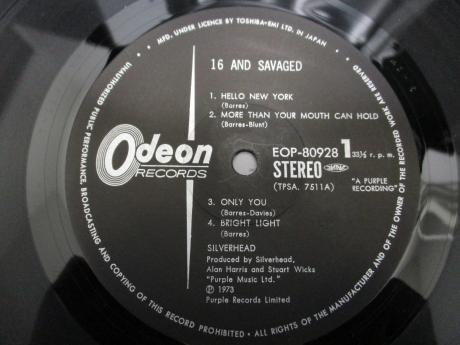 • MFD. UNDER LICENCE BY TOSHIBA-EMI LTD. IN JAPAN •
UNAUTHORIZED PUBLIC PERFORMANCE, BROADCASTING AND COPYING OF THIS RECORD PROHIBITED • ALL RIGHTS OF THE MANUFACTURER AND OF THE OWNER OF THE RECORDED WORK ARE RESERVED
16 AND SAVAGED
1. HELLO NEW YORK
(Barres)
2. MORE THAN YOUR MOUTH CAN HOLD
(Barres-Blunt)
Odeon
RECORDS
EOP-80928 1 33⅓ r. p. m.
STEREO
(TPSA. 7511A)
"A PURPLE
RECORDING"
3. ONLY YOU
(Barres-Davies)
4. BRIGHT LIGHT
(Barres)
SILVERHEAD
Produced by Silverhead,
Alan Harris and Stuart Wicks
"Purple Music Ltd."
℗ 1973
Purple Records Limited